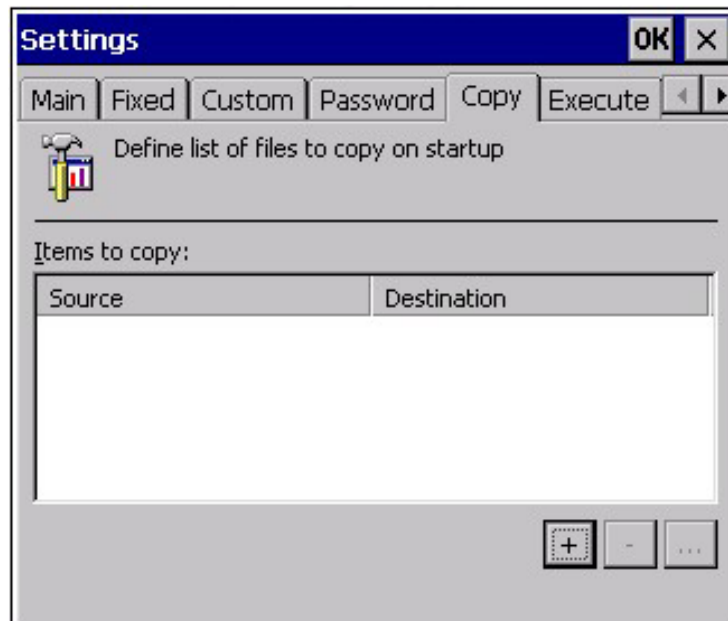 Settings OK ×
Main Fixed Custom Password Copy Execute
Define list of files to copy on startup
Items to copy:
Source Destination
+ - ...